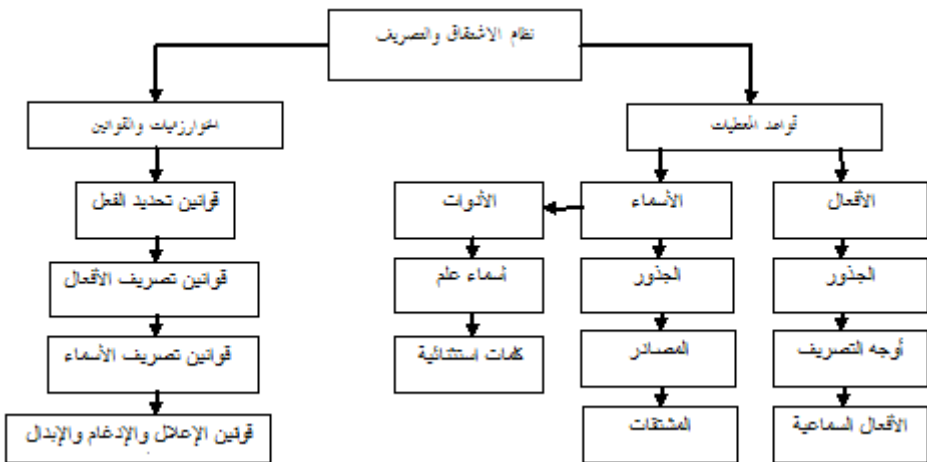 نظام الاشتقاق والتصريف
قواعد المعطيات
الخوارزميات والقوانين
الأفعال
الأسماء
الأدوات
قوانين تحديد الفعل
الجذور
الجذور
أسماء علم
قوانين تصريف الأفعال
أوجه التصريف
المصادر
كلمات استثنائية
قوانين تصريف الأسماء
الأفعال السماعية
المشتقات
قوانين الإعلال والإدغام والإبدال